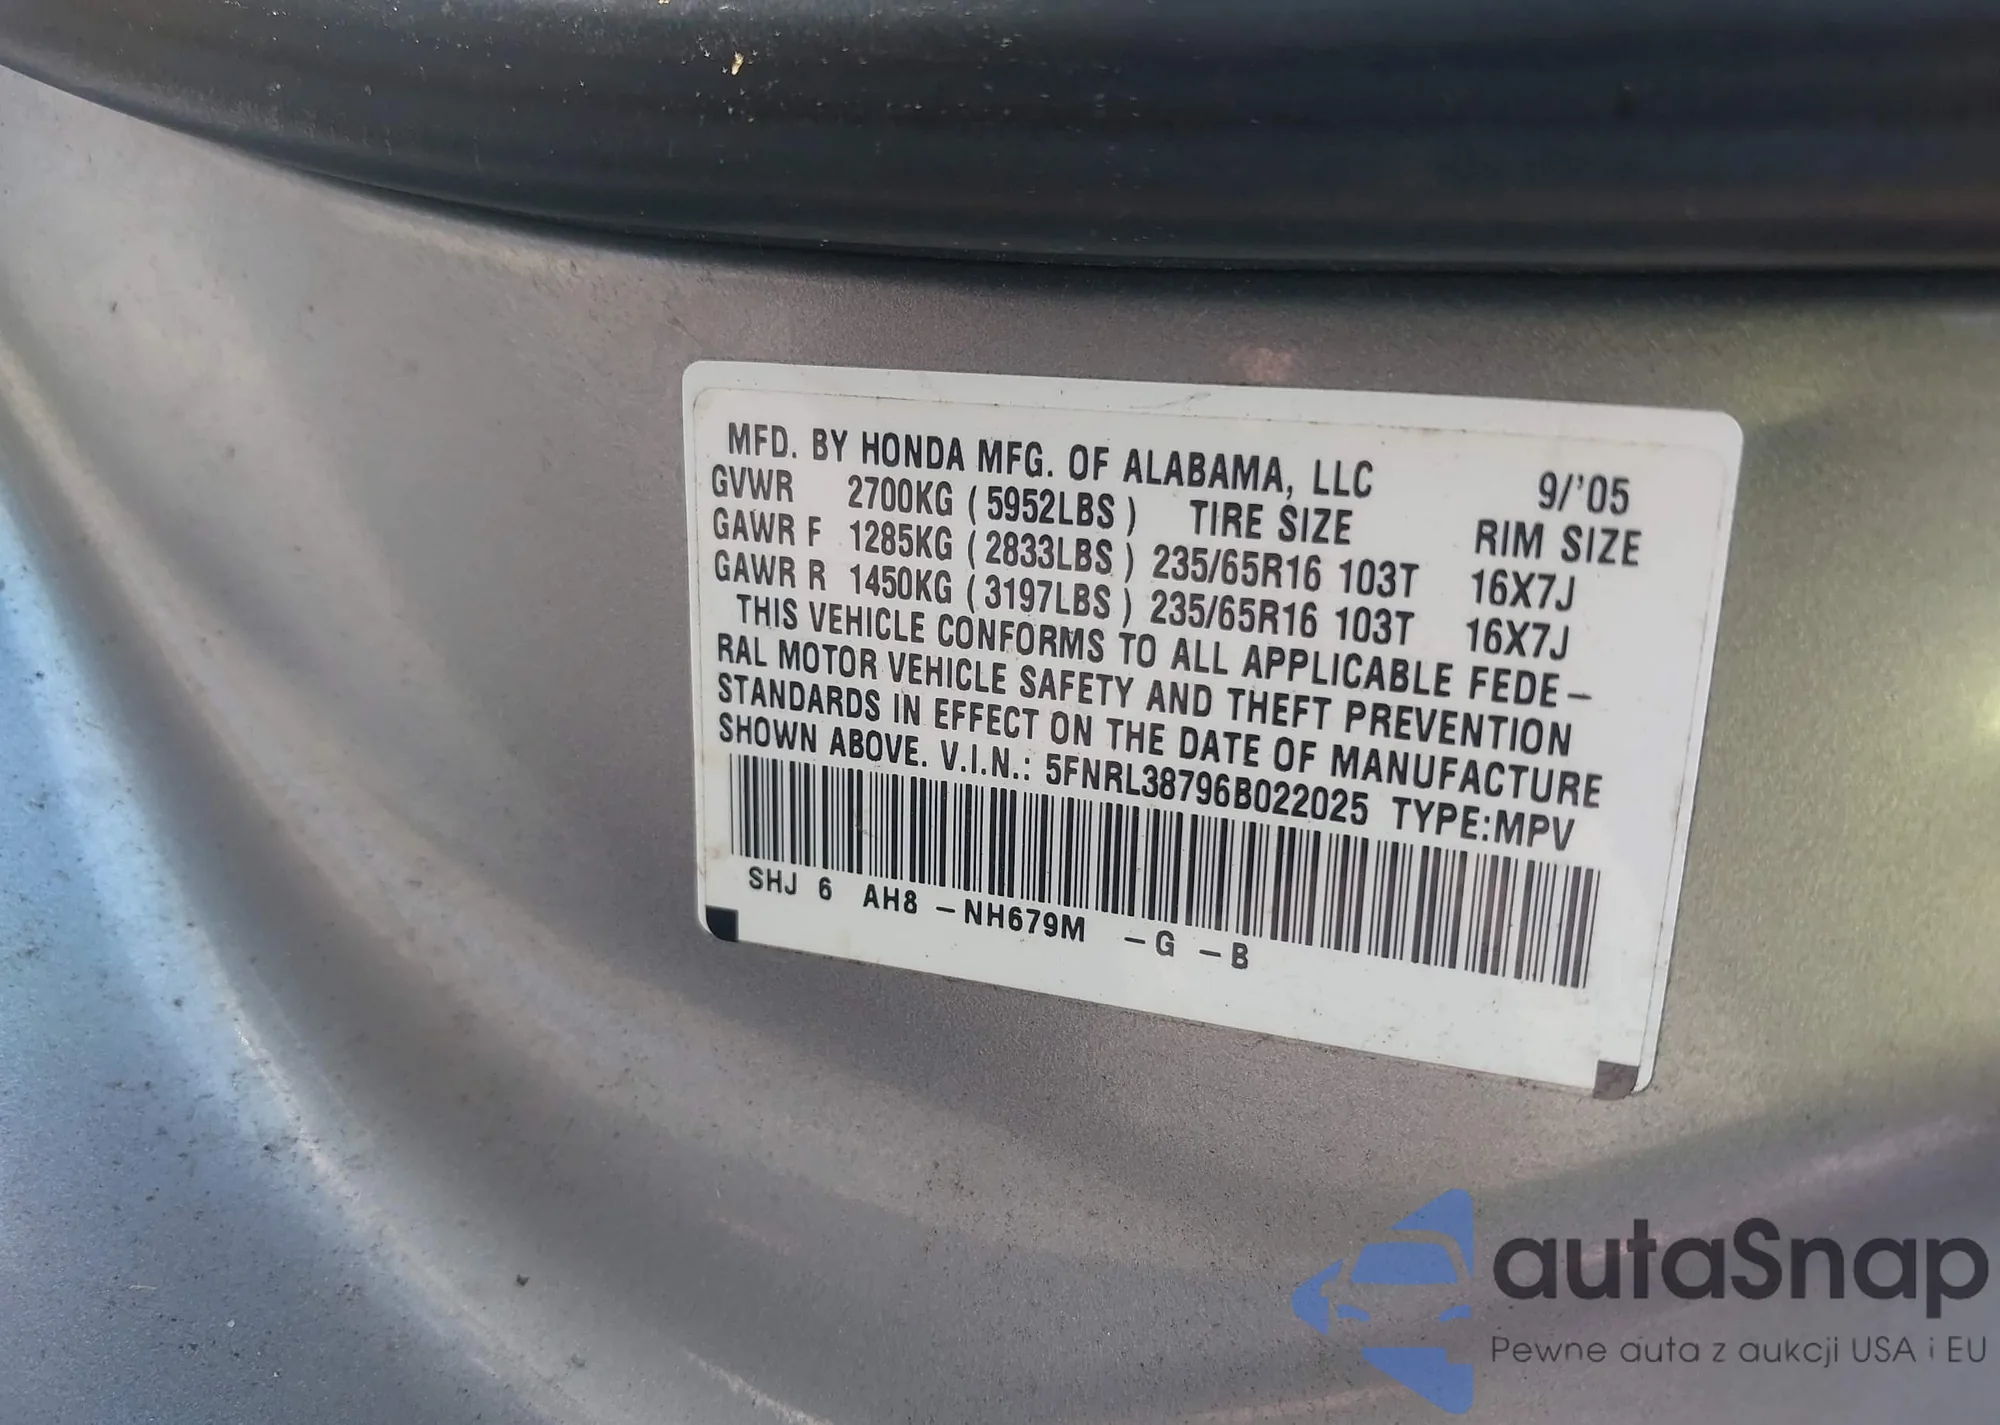 MFD. BY HONDA MFG. OF ALABAMA, LLC 9/'05
GVWR 2700KG ( 5952LBS ) TIRE SIZE RIM SIZE
GAWR F 1285KG ( 2833LBS ) 235/65R16 103T 16X7J
GAWR R 1450KG ( 3197LBS ) 235/65R16 103T 16X7J
THIS VEHICLE CONFORMS TO ALL APPLICABLE FEDE-
RAL MOTOR VEHICLE SAFETY AND THEFT PREVENTION
STANDARDS IN EFFECT ON THE DATE OF MANUFACTURE
SHOWN ABOVE. V.I.N.: 5FNRL38796B022025 TYPE:MPV
SHJ 6 AH8 -NH679M -G -B
autaSnap
Pewne auta z aukcji USA i EU